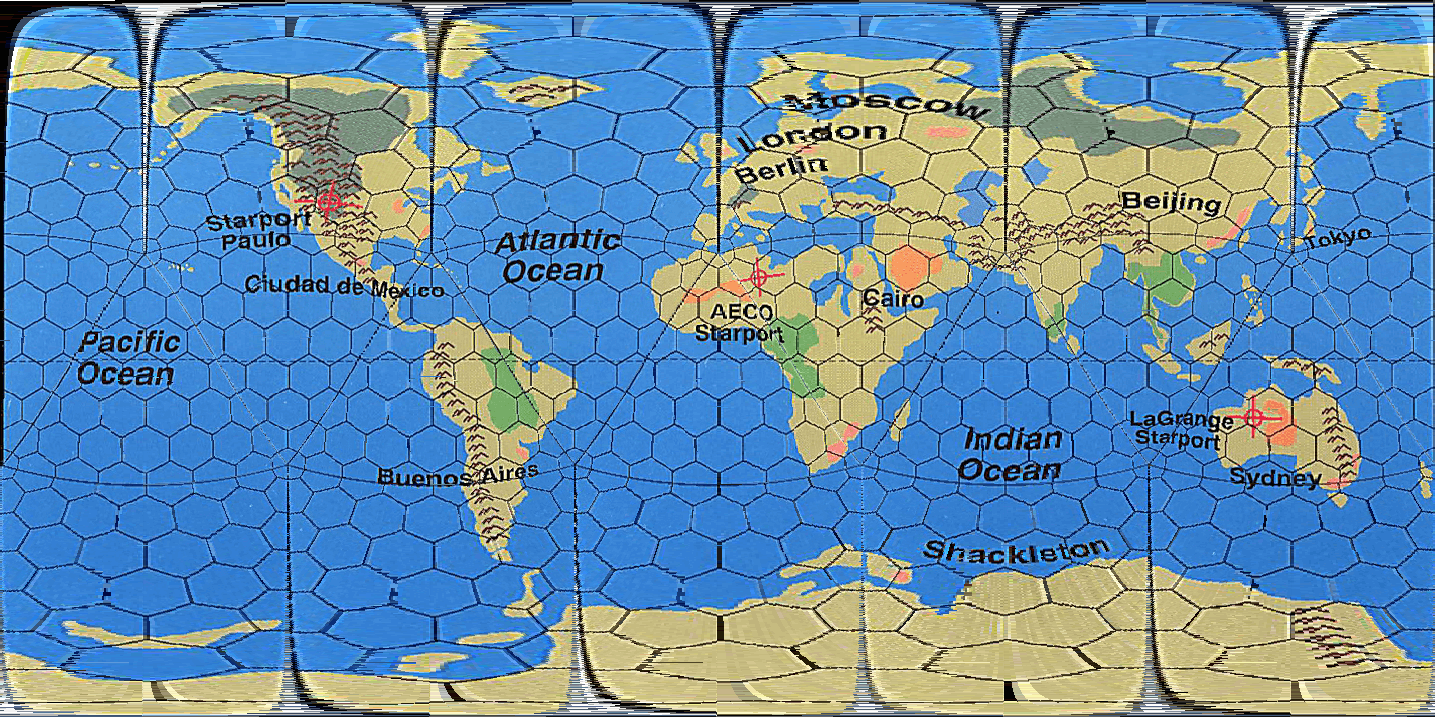 Moscow
London
Berlin
Beijing
Starport
Paulo
Atlantic
Ocean
Tokyo
Ciudad de Mexico
Cairo
AECO
Starport
Pacific
Ocean
LaGrange
Starport
Indian
Ocean
Buenos Aires
Sydney
Shackleton